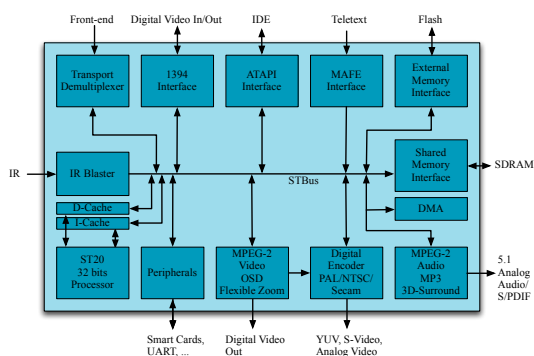 Front-end
Digital Video In/Out
IDE
Teletext
Flash
Transport
Demultiplexer
1394
Interface
ATAPI
Interface
MAFE
Interface
External
Memory
Interface
IR
IR Blaster
STBus
Shared
Memory
Interface
SDRAM
D-Cache
I-Cache
DMA
ST20
32 bits
Processor
Peripherals
MPEG-2
Video
OSD
Flexible Zoom
Digital
Encoder
PAL/NTSC/
Secam
MPEG-2
Audio
MP3
3D-Surround
5.1
Analog
Audio/
S/PDIF
Smart Cards,
UART, ...
Digital Video
Out
YUV, S-Video,
Analog Video